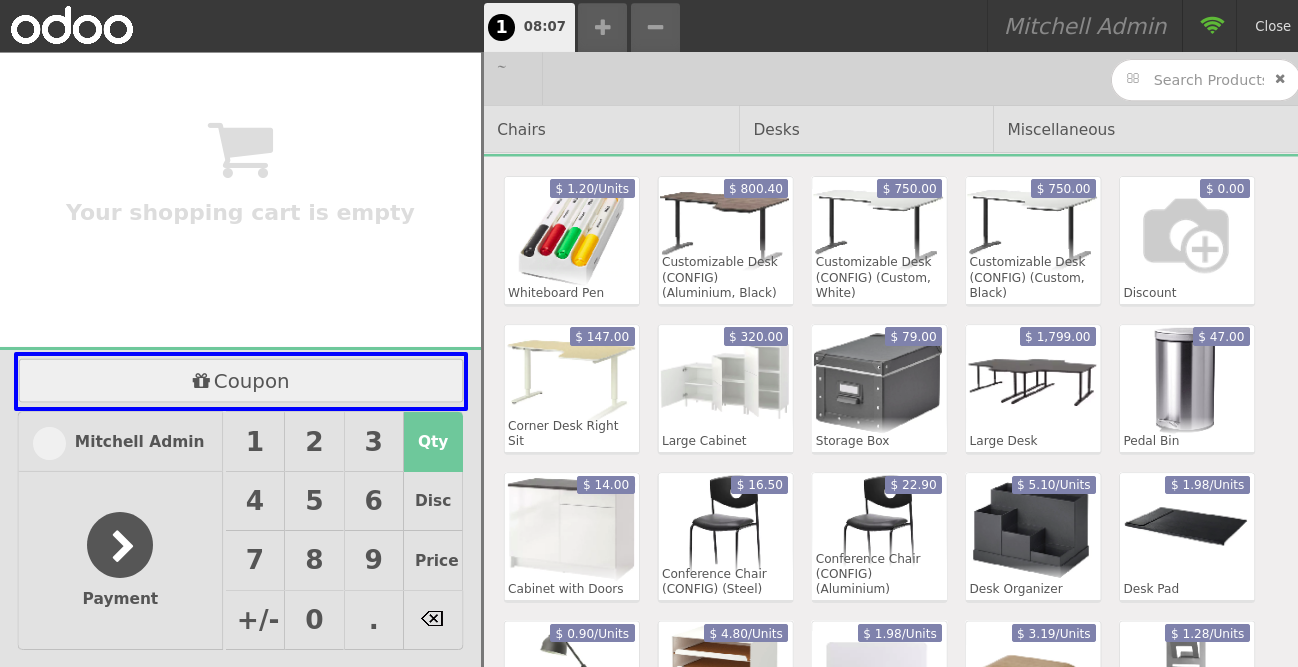 odoo
1 08:07 + −
Mitchell Admin
Close
~
Search Products
Chairs
Desks
Miscellaneous
Your shopping cart is empty
Coupon
Mitchell Admin
1 2 3 Qty
4 5 6 Disc
7 8 9 Price
+/- 0 .
Payment
$ 1.20/Units
Whiteboard Pen
$ 800.40
Customizable Desk
(CONFIG)
(Aluminium, Black)
$ 750.00
Customizable Desk
(CONFIG) (Custom,
White)
$ 750.00
Customizable Desk
(CONFIG) (Custom,
Black)
$ 0.00
Discount
$ 147.00
Corner Desk Right
Sit
$ 320.00
Large Cabinet
$ 79.00
Storage Box
$ 1,799.00
Large Desk
$ 47.00
Pedal Bin
$ 14.00
Cabinet with Doors
$ 16.50
Conference Chair
(CONFIG) (Steel)
$ 22.90
Conference Chair
(CONFIG)
(Aluminium)
$ 5.10/Units
Desk Organizer
$ 1.98/Units
Desk Pad
$ 0.90/Units
$ 4.80/Units
$ 1.98/Units
$ 3.19/Units
$ 1.28/Units